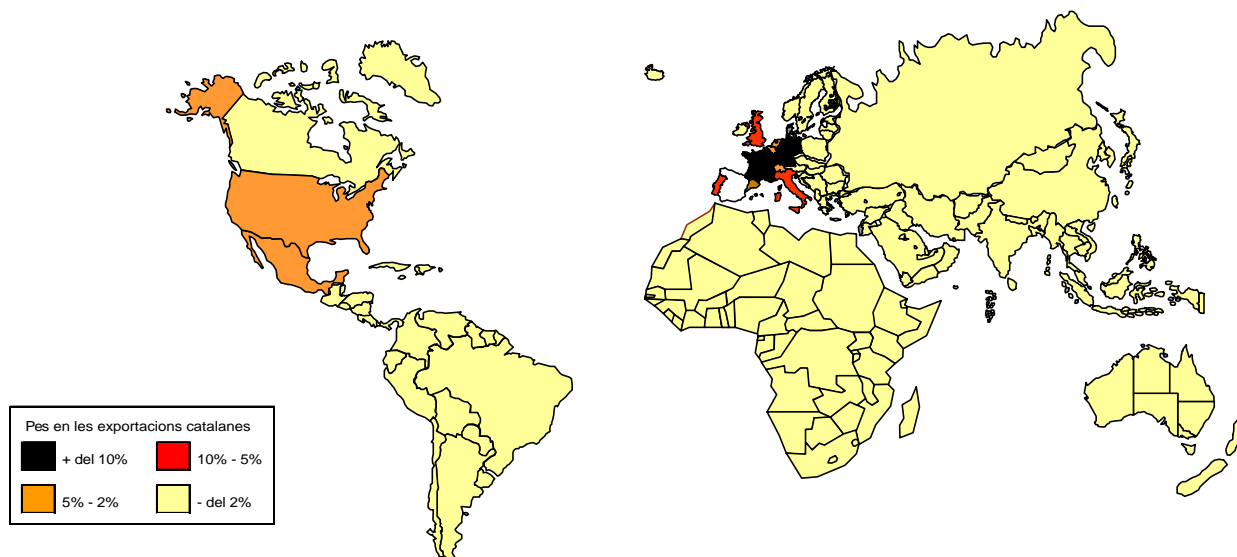 Pes en les exportacions catalanes
+ del 10%
10% - 5%
5% - 2%
- del 2%